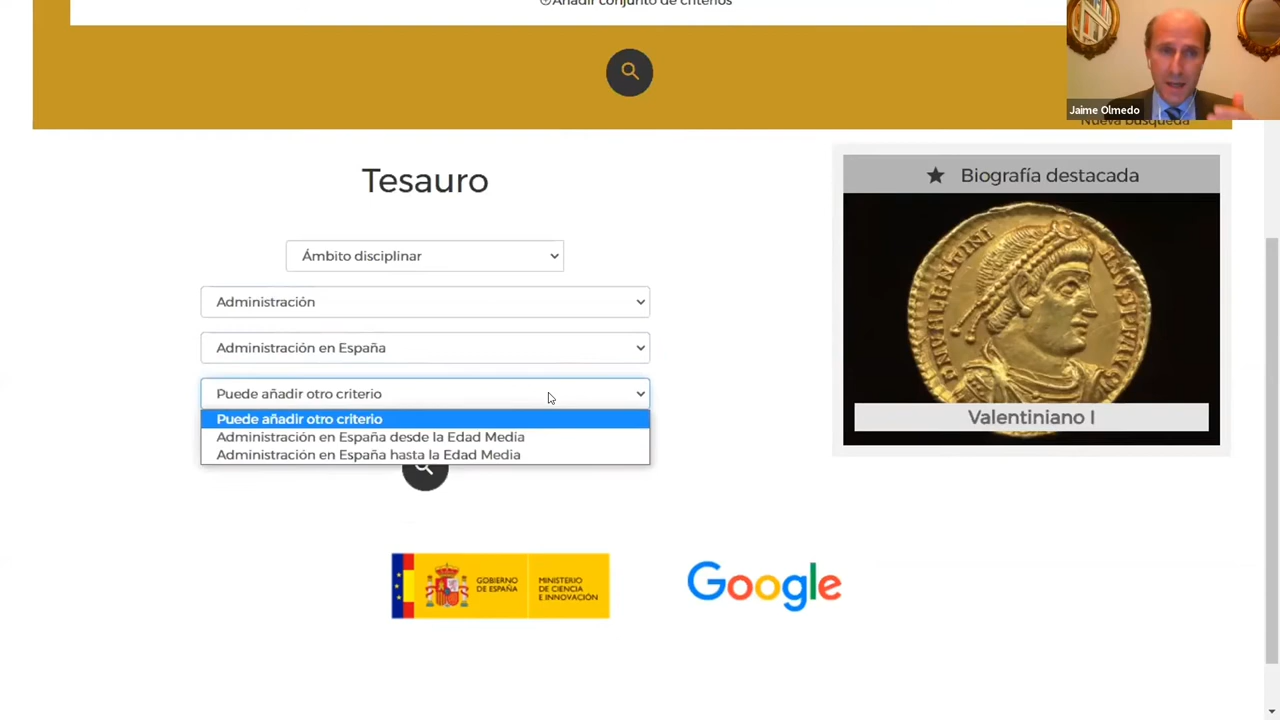 Añadir conjunto de criterios
Jaime Olmedo
Nueva búsqueda
Tesauro
Biografía destacada
Ámbito disciplinar
Administración
Administración en España
Puede añadir otro criterio
Puede añadir otro criterio
Administración en España desde la Edad Media
Administración en España hasta la Edad Media
Valentiniano I
GOBIERNO
DE ESPAÑA
MINISTERIO
DE CIENCIA
E INNOVACIÓN
Google